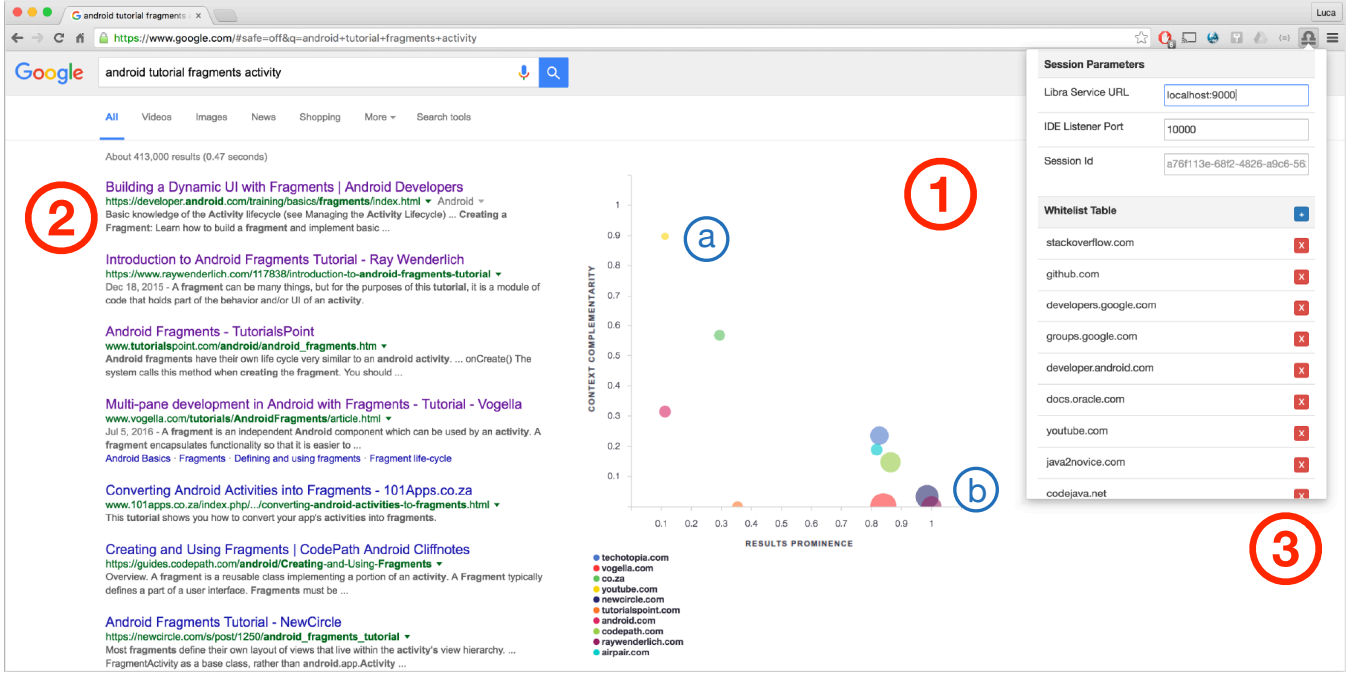 android tutorial fragments
Luca
https://www.google.com/#safe=off&q=android+tutorial+fragments+activity
Google
android tutorial fragments activity
All Videos Images News Shopping More Search tools
About 413,000 results (0.47 seconds)
2
Building a Dynamic UI with Fragments | Android Developers
https://developer.android.com/training/basics/fragments/index.html Android
Basic knowledge of the Activity lifecycle (see Managing the Activity Lifecycle) ... Creating a
Fragment: Learn how to build a fragment and implement basic ...
Introduction to Android Fragments Tutorial - Ray Wenderlich
https://www.raywenderlich.com/117838/introduction-to-android-fragments-tutorial
Dec 18, 2015 - A fragment can be many things, but for the purposes of this tutorial, it is a module of
code that holds part of the behavior and/or UI of an activity.
Android Fragments - TutorialsPoint
www.tutorialspoint.com/android/android_fragments.htm
Android fragments have their own life cycle very similar to an android activity. ... onCreate() The
system calls this method when creating the fragment. You should ...
Multi-pane development in Android with Fragments - Tutorial - Vogella
www.vogella.com/tutorials/AndroidFragments/article.html
Jul 5, 2016 - A fragment is an independent Android component which can be used by an activity. A
fragment encapsulates functionality so that it is easier to ...
Android Basics · Fragments · Defining and using fragments · Fragment life-cycle
Converting Android Activities into Fragments - 101Apps.co.za
www.101apps.co.za/index.php/.../converting-android-activities-to-fragments.html
This tutorial shows you how to convert your app's activities into fragments.
Creating and Using Fragments | CodePath Android Cliffnotes
https://guides.codepath.com/android/Creating-and-Using-Fragments
Overview. A fragment is a reusable class implementing a portion of an activity. A Fragment typically
defines a part of a user interface. Fragments must be ...
Android Fragments Tutorial - NewCircle
https://newcircle.com/s/post/1250/android_fragments_tutorial
Most fragments define their own layout of views that live within the activity's view hierarchy. ...
FragmentActivity as a base class, rather than android.app.Activity ...
1
a
b
CONTEXT COMPLEMENTARITY
1
0.9
0.8
0.7
0.6
0.5
0.4
0.3
0.2
0.1
0.1 0.2 0.3 0.4 0.5 0.6 0.7 0.8 0.9 1
RESULTS PROMINENCE
techotopia.com
vogella.com
co.za
youtube.com
newcircle.com
tutorialspoint.com
android.com
codepath.com
raywenderlich.com
airpair.com
Session Parameters
Libra Service URL localhost:9000
IDE Listener Port 10000
Session Id a76f113e-68f2-4826-a9c6-56
Whitelist Table +
stackoverflow.com X
github.com X
developers.google.com X
groups.google.com X
developer.android.com X
docs.oracle.com X
youtube.com X
java2novice.com X
codejava.net X
3